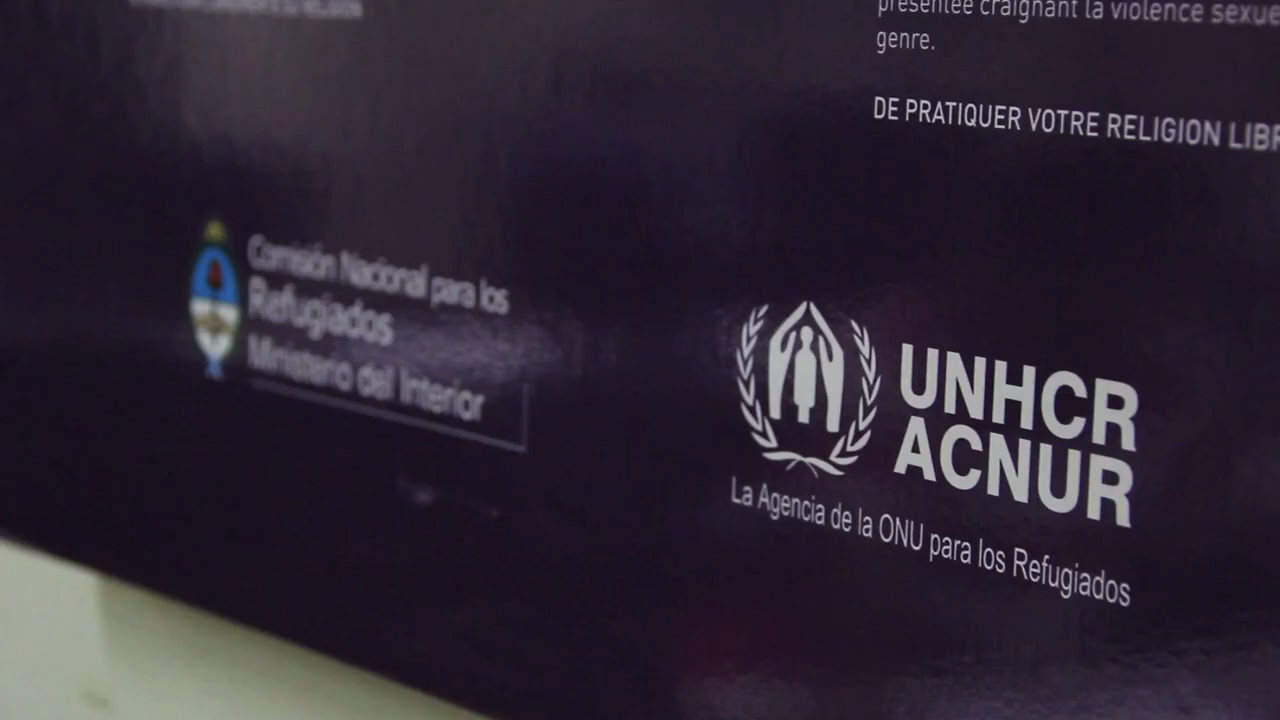 présentée craignant la violence sexue
genre.
DE PRATIQUER VOTRE RELIGION LIBR
Comisión Nacional para los
Refugiados
Ministerio del Interior
UNHCR
ACNUR
La Agencia de la ONU para los Refugiados